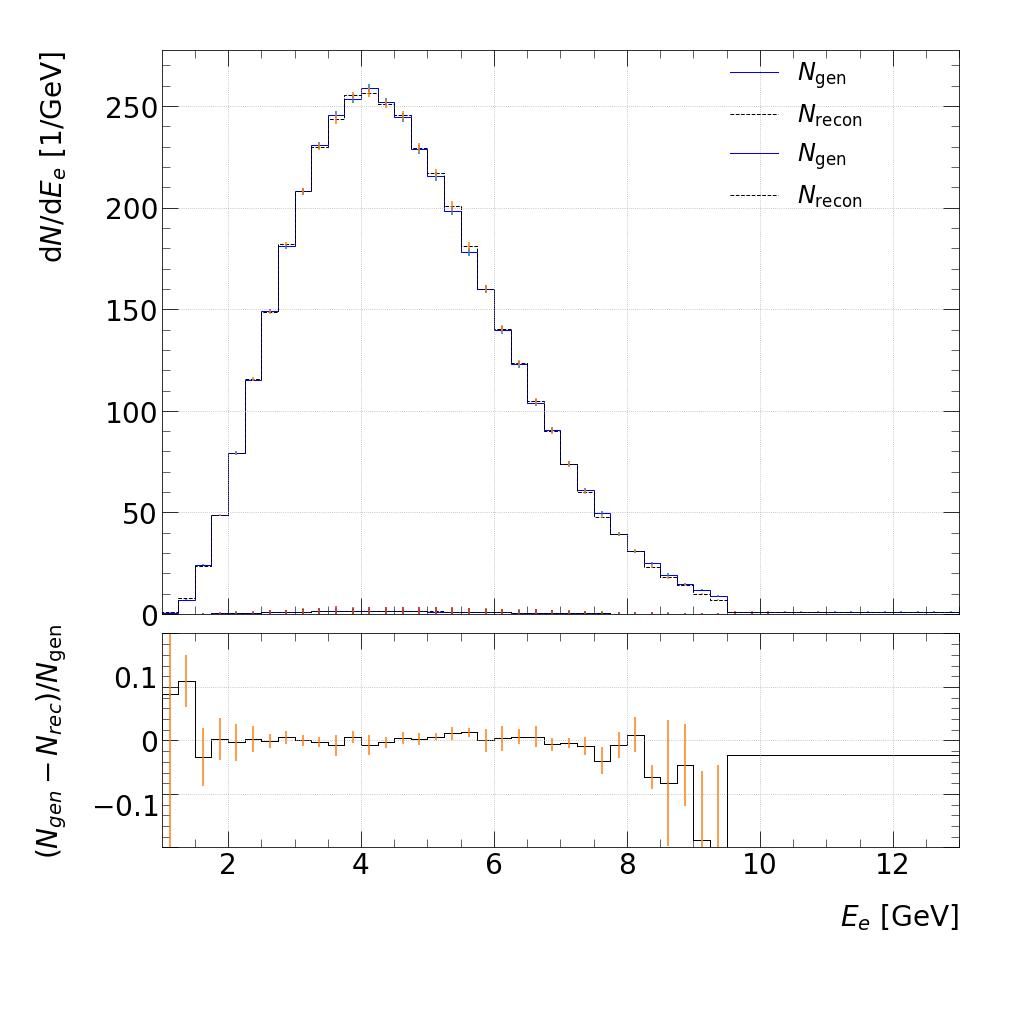 dN/dE_e [1/GeV]
250
200
150
100
50
0
N_gen
N_recon
N_gen
N_recon
(N_gen − N_rec)/N_gen
0.1
0
−0.1
2 4 6 8 10 12
E_e [GeV]